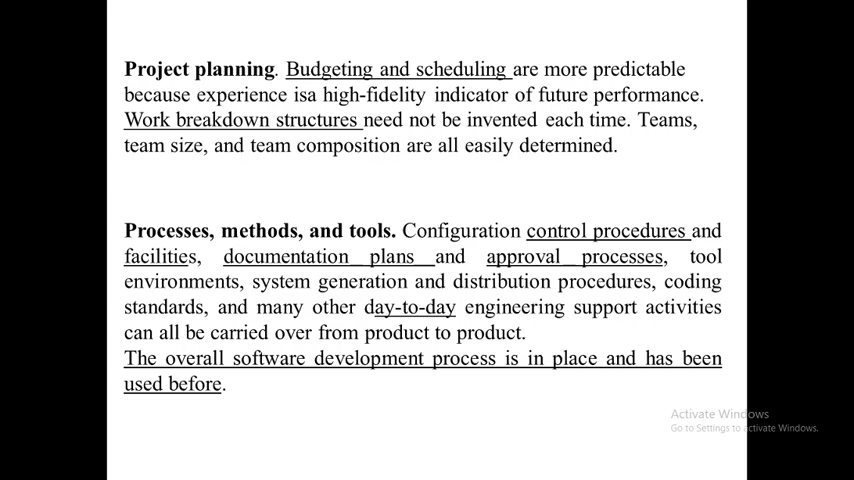 Project planning. Budgeting and scheduling are more predictable
because experience isa high-fidelity indicator of future performance.
Work breakdown structures need not be invented each time. Teams,
team size, and team composition are all easily determined.
Processes, methods, and tools. Configuration control procedures and
facilities, documentation plans and approval processes, tool
environments, system generation and distribution procedures, coding
standards, and many other day-to-day engineering support activities
can all be carried over from product to product.
The overall software development process is in place and has been
used before.
Activate Windows
Go to Settings to activate Windows.